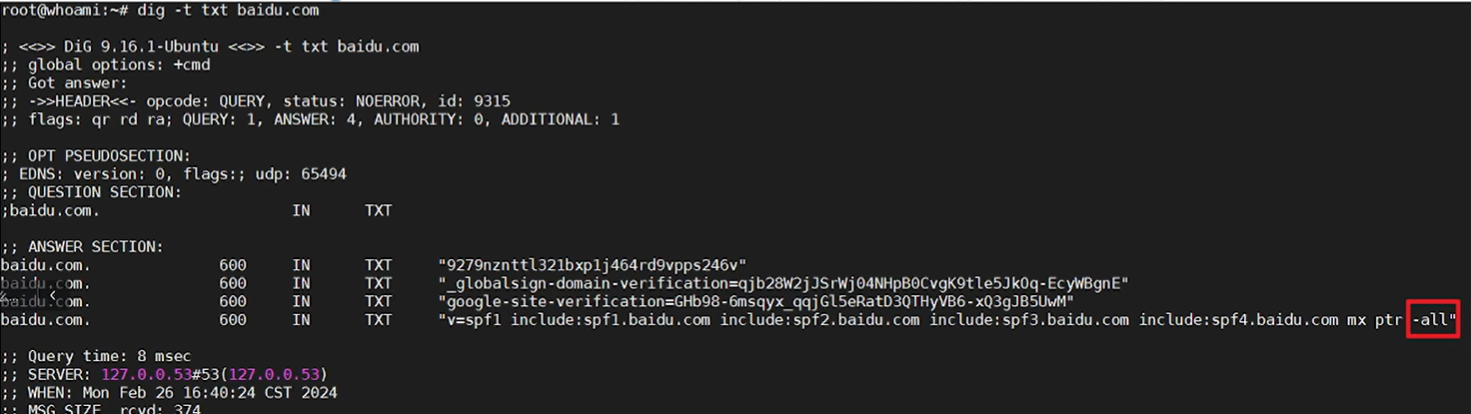 root@whoami:~# dig -t txt baidu.com
; <<>> DiG 9.16.1-Ubuntu <<>> -t txt baidu.com
;; global options: +cmd
;; Got answer:
;; ->>HEADER<<- opcode: QUERY, status: NOERROR, id: 9315
;; flags: qr rd ra; QUERY: 1, ANSWER: 4, AUTHORITY: 0, ADDITIONAL: 1
;; OPT PSEUDOSECTION:
; EDNS: version: 0, flags:; udp: 65494
;; QUESTION SECTION:
;baidu.com. IN TXT
;; ANSWER SECTION:
baidu.com. 600 IN TXT "9279nznttl321bxp1j464rd9vpps246v"
baidu.com. 600 IN TXT "_globalsign-domain-verification=qjb28W2jJSrWj04NHpB0CvgK9tle5JkOq-EcyWBgnE"
baidu.com. 600 IN TXT "google-site-verification=GHb98-6msqyx_qqjGl5eRatD3QTHyVB6-xQ3gJB5UwM"
baidu.com. 600 IN TXT "v=spf1 include:spf1.baidu.com include:spf2.baidu.com include:spf3.baidu.com include:spf4.baidu.com mx ptr -all"
;; Query time: 8 msec
;; SERVER: 127.0.0.53#53(127.0.0.53)
;; WHEN: Mon Feb 26 16:40:24 CST 2024
;; MSG SIZE rcvd: 374